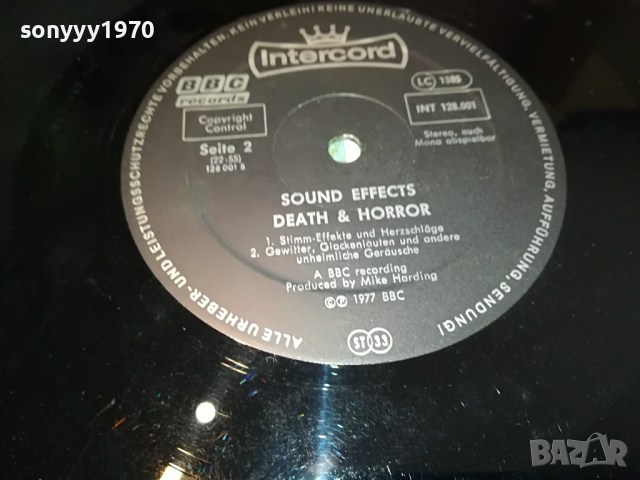 sonyyy1970
ALLE URHEBER- UND LEISTUNGSSCHUTZRECHTE VORBEHALTEN. KEIN VERLEIH! KEINE UNERLAUBTE VERVIELFÄLTIGUNG, VERMIETUNG, AUFFÜHRUNG, SENDUNG!
Intercord
BBC
records
LC 1385
INT 128.001
Copyright
Control
Stereo, auch
Mono abspielbar
Seite 2
(22:55)
128 001 B
SOUND EFFECTS
DEATH & HORROR
1. Stimm-Effekte und Herzschläge
2. Gewitter, Glockenläuten und andere
unheimliche Geräusche
A BBC recording
Produced by Mike Harding
© ℗ 1977 BBC
ST 33
BAZAR